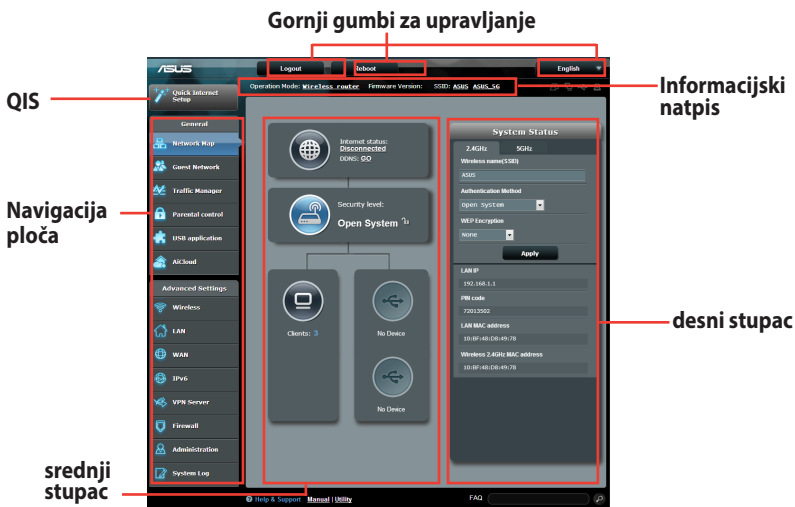 Gornji gumbi za upravljanje
ASUS
Logout
Reboot
English
Operation Mode: Wireless router Firmware Version: SSID: ASUS ASUS_5G
Informacijski
natpis
QIS
Quick Internet
Setup
General
Network Map
Guest Network
Traffic Manager
Parental control
USB application
AiCloud
Navigacija
ploča
Advanced Settings
Wireless
LAN
WAN
IPv6
VPN Server
Firewall
Administration
System Log
Internet status:
Disconnected
DDNS: GO
Security level:
Open System
Clients: 3
No Device
No Device
System Status
2.4GHz 5GHz
Wireless name(SSID)
ASUS
Authentication Method
Open System
WEP Encryption
None
Apply
LAN IP
192.168.1.1
PIN code
72013502
LAN MAC address
10:BF:48:D8:49:78
Wireless 2.4GHz MAC address
10:BF:48:D8:49:78
desni stupac
srednji
stupac
Help & Support Manual | Utility
FAQ